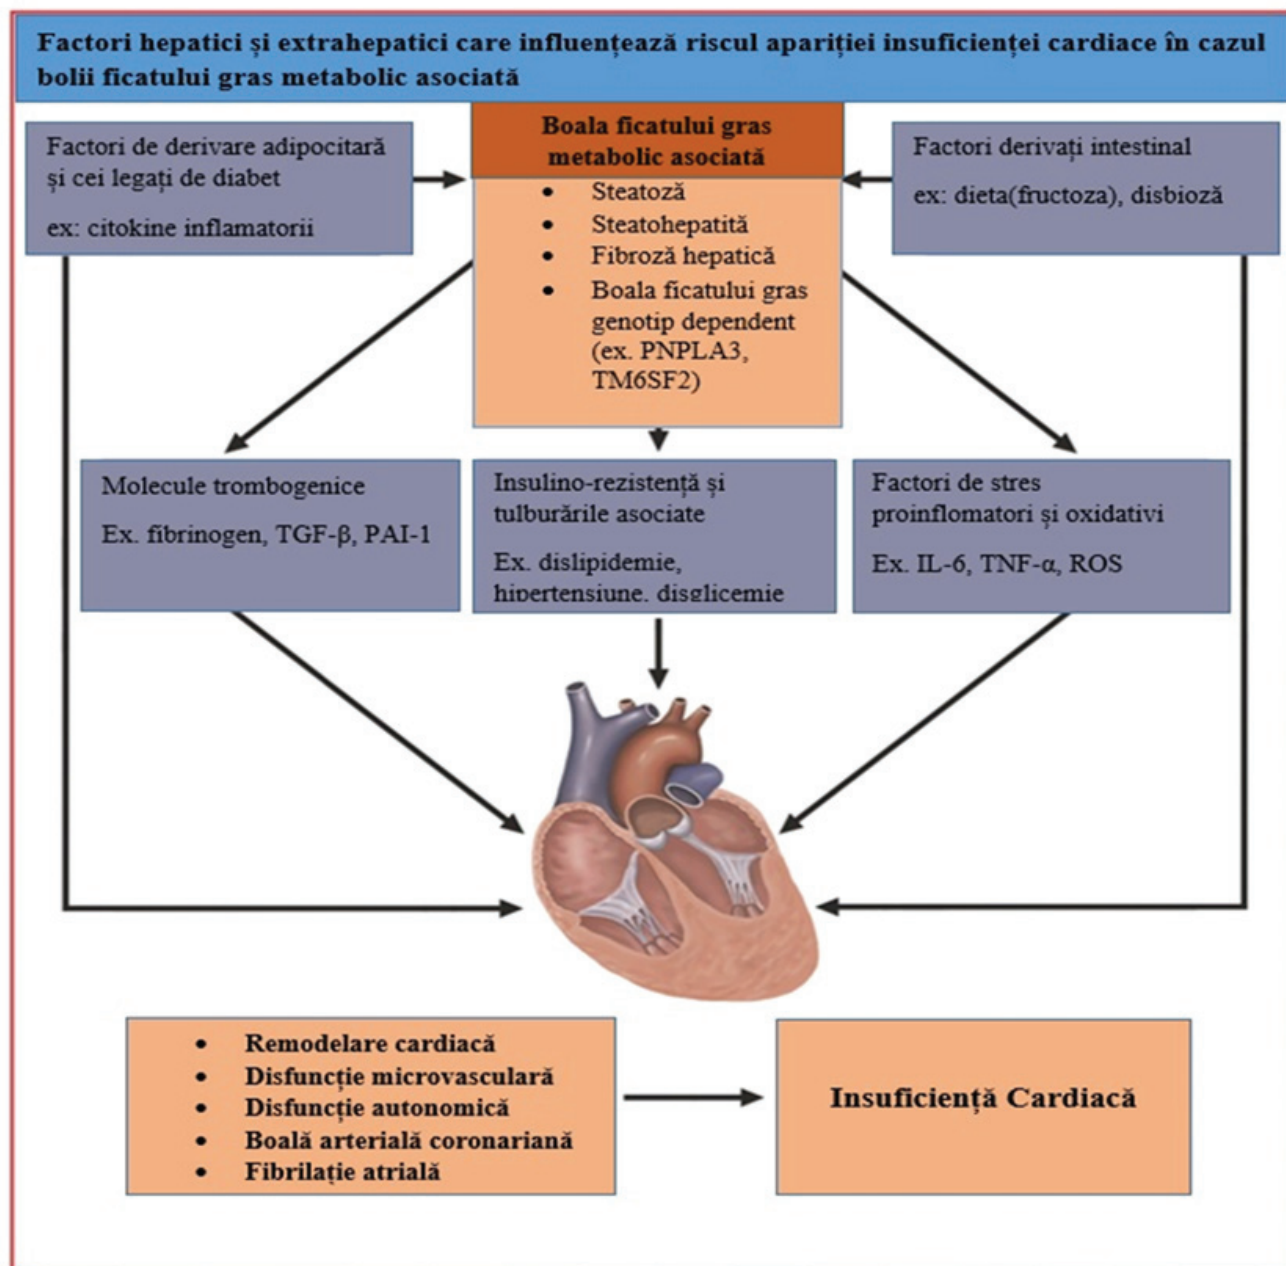 Factori hepatici și extrahepatici care influențează riscul apariției insuficienței cardiace în cazul
bolii ficatului gras metabolic asociată
Factori de derivare adipocitară
și cei legați de diabet
ex: citokine inflamatorii
Boala ficatului gras
metabolic asociată
• Steatoză
• Steatohepatită
• Fibroză hepatică
• Boala ficatului gras
genotip dependent
(ex. PNPLA3,
TM6SF2)
Factori derivați intestinal
ex: dieta(fructoza), disbioză
Molecule trombogenice
Ex. fibrinogen, TGF-β, PAI-1
Insulino-rezistență și
tulburările asociate
Ex. dislipidemie,
hipertensiune, disglicemie
Factori de stres
proinflomatori și oxidativi
Ex. IL-6, TNF-α, ROS
• Remodelare cardiacă
• Disfuncție microvasculară
• Disfuncție autonomică
• Boală arterială coronariană
• Fibrilație atrială
Insuficiență Cardiacă